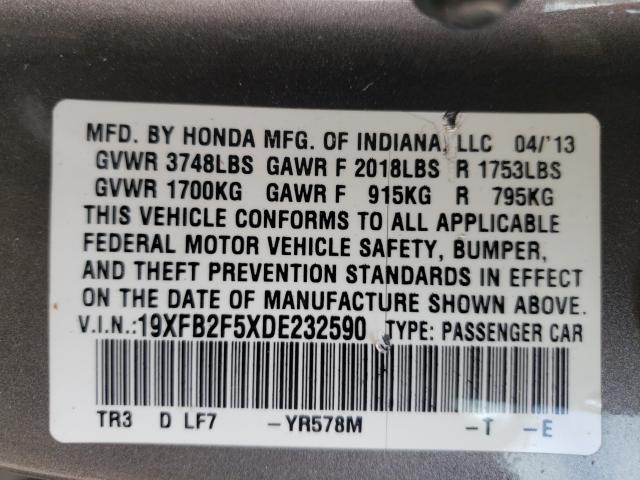 MFD. BY HONDA MFG. OF INDIANA, LLC 04/'13
GVWR 3748LBS GAWR F 2018LBS R 1753LBS
GVWR 1700KG GAWR F 915KG R 795KG
THIS VEHICLE CONFORMS TO ALL APPLICABLE
FEDERAL MOTOR VEHICLE SAFETY, BUMPER,
AND THEFT PREVENTION STANDARDS IN EFFECT
ON THE DATE OF MANUFACTURE SHOWN ABOVE.
V.I.N.:19XFB2F5XDE232590 TYPE: PASSENGER CAR
TR3 D LF7 -YR578M -T -E